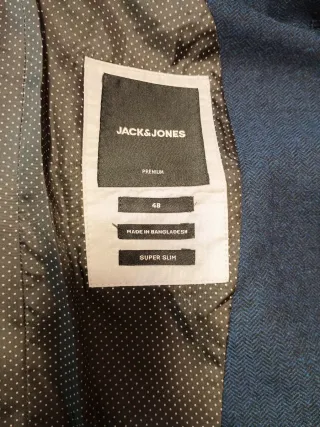 JACK&JONES
PREMIUM
48
MADE IN BANGLADESH
SUPER SLIM